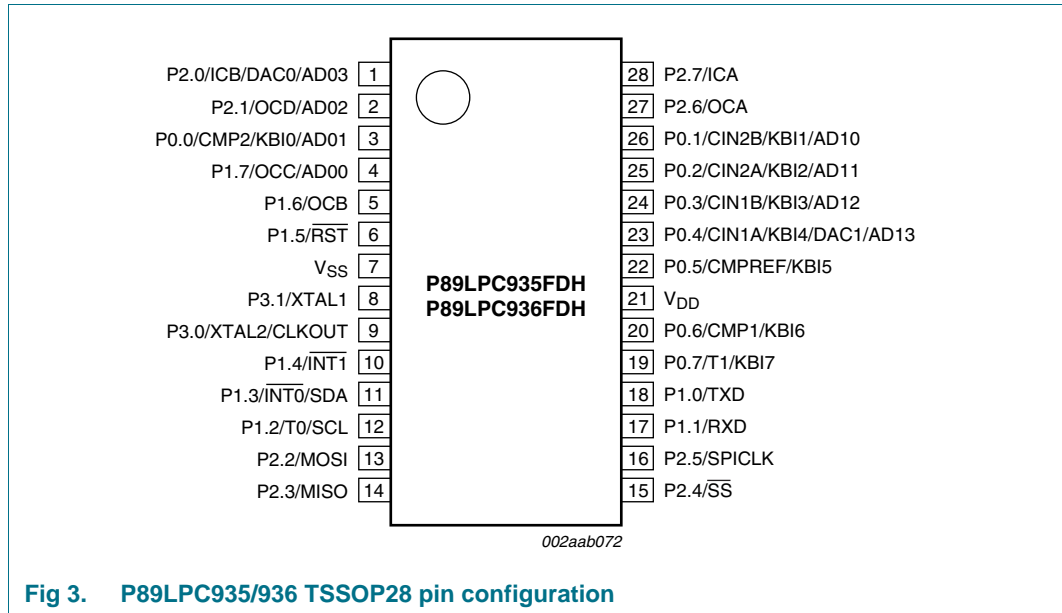 P2.0/ICB/DAC0/AD03 1
P2.1/OCD/AD02 2
P0.0/CMP2/KBI0/AD01 3
P1.7/OCC/AD00 4
P1.6/OCB 5
P1.5/R̅S̅T̅ 6
VSS 7
P3.1/XTAL1 8
P3.0/XTAL2/CLKOUT 9
P1.4/I̅N̅T̅1̅ 10
P1.3/I̅N̅T̅0̅/SDA 11
P1.2/T0/SCL 12
P2.2/MOSI 13
P2.3/MISO 14
P89LPC935FDH
P89LPC936FDH
28 P2.7/ICA
27 P2.6/OCA
26 P0.1/CIN2B/KBI1/AD10
25 P0.2/CIN2A/KBI2/AD11
24 P0.3/CIN1B/KBI3/AD12
23 P0.4/CIN1A/KBI4/DAC1/AD13
22 P0.5/CMPREF/KBI5
21 VDD
20 P0.6/CMP1/KBI6
19 P0.7/T1/KBI7
18 P1.0/TXD
17 P1.1/RXD
16 P2.5/SPICLK
15 P2.4/S̅S̅
002aab072
Fig 3. P89LPC935/936 TSSOP28 pin configuration